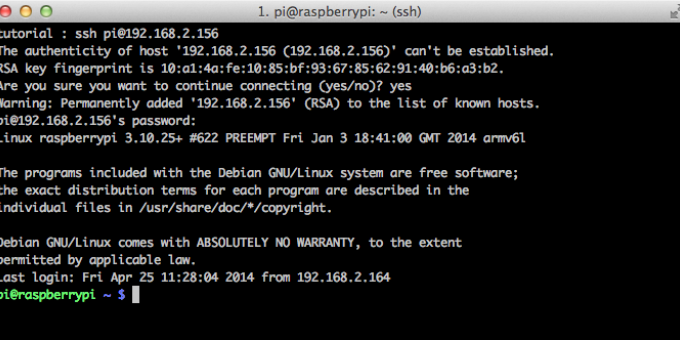 1. pi@raspberrypi: ~ (ssh)
tutorial : ssh pi@192.168.2.156
The authenticity of host '192.168.2.156 (192.168.2.156)' can't be established.
RSA key fingerprint is 10:a1:4a:fe:10:85:bf:93:67:85:62:91:40:b6:a3:b2.
Are you sure you want to continue connecting (yes/no)? yes
Warning: Permanently added '192.168.2.156' (RSA) to the list of known hosts.
pi@192.168.2.156's password:
Linux raspberrypi 3.10.25+ #622 PREEMPT Fri Jan 3 18:41:00 GMT 2014 armv6l
The programs included with the Debian GNU/Linux system are free software;
the exact distribution terms for each program are described in the
individual files in /usr/share/doc/*/copyright.
Debian GNU/Linux comes with ABSOLUTELY NO WARRANTY, to the extent
permitted by applicable law.
Last login: Fri Apr 25 11:28:04 2014 from 192.168.2.164
pi@raspberrypi ~ $